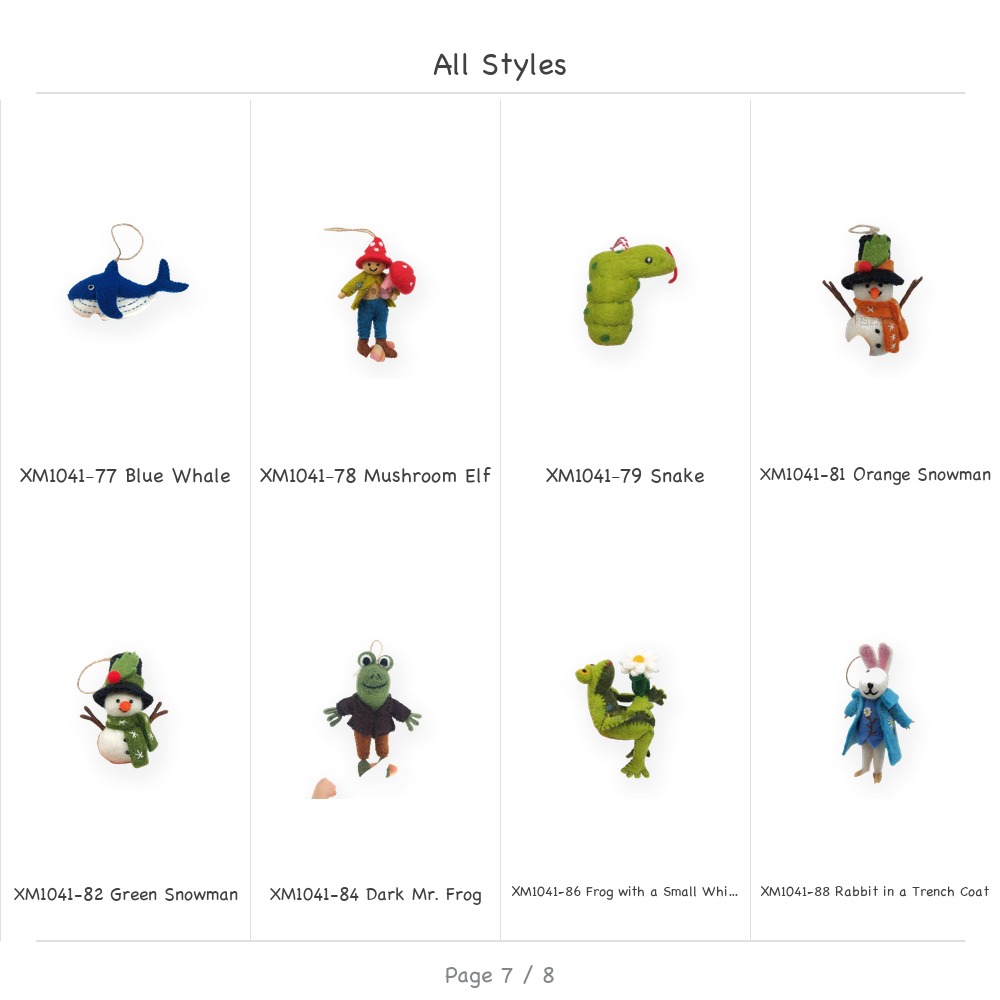 All Styles
XM1041-77 Blue Whale
XM1041-78 Mushroom Elf
XM1041-79 Snake
XM1041-81 Orange Snowman
XM1041-82 Green Snowman
XM1041-84 Dark Mr. Frog
XM1041-86 Frog with a Small Whi...
XM1041-88 Rabbit in a Trench Coat
Page 7 / 8